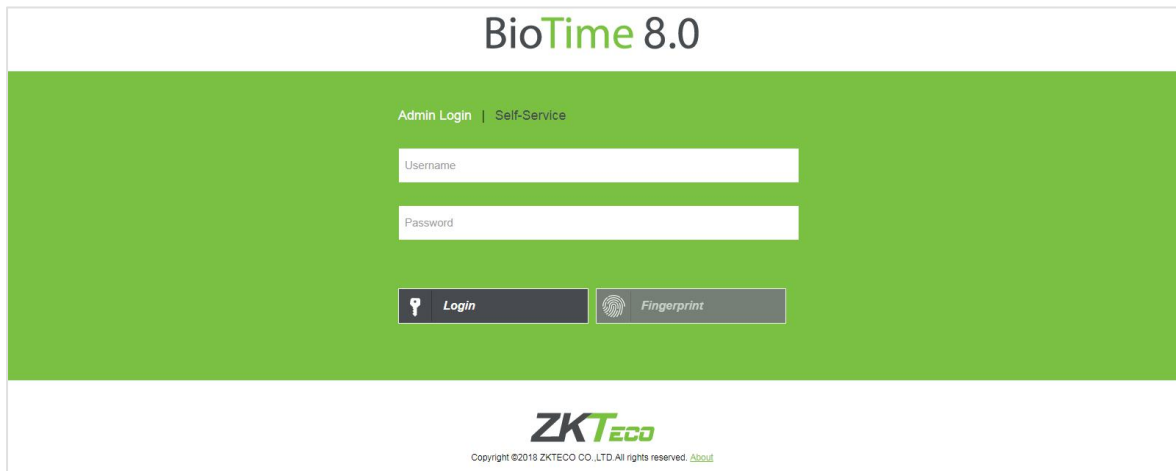 BioTime 8.0
Admin Login | Self-Service
Username
Password
Login Fingerprint
ZKTECO
Copyright ©2018 ZKTECO CO.,LTD.All rights reserved. About